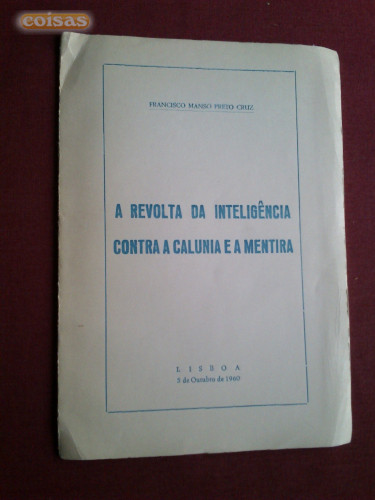 coisas
FRANCISCO MANSO PRETO CRUZ
A REVOLTA DA INTELIGÊNCIA
CONTRA A CALUNIA E A MENTIRA
LISBOA
5 de Outubro de 1960